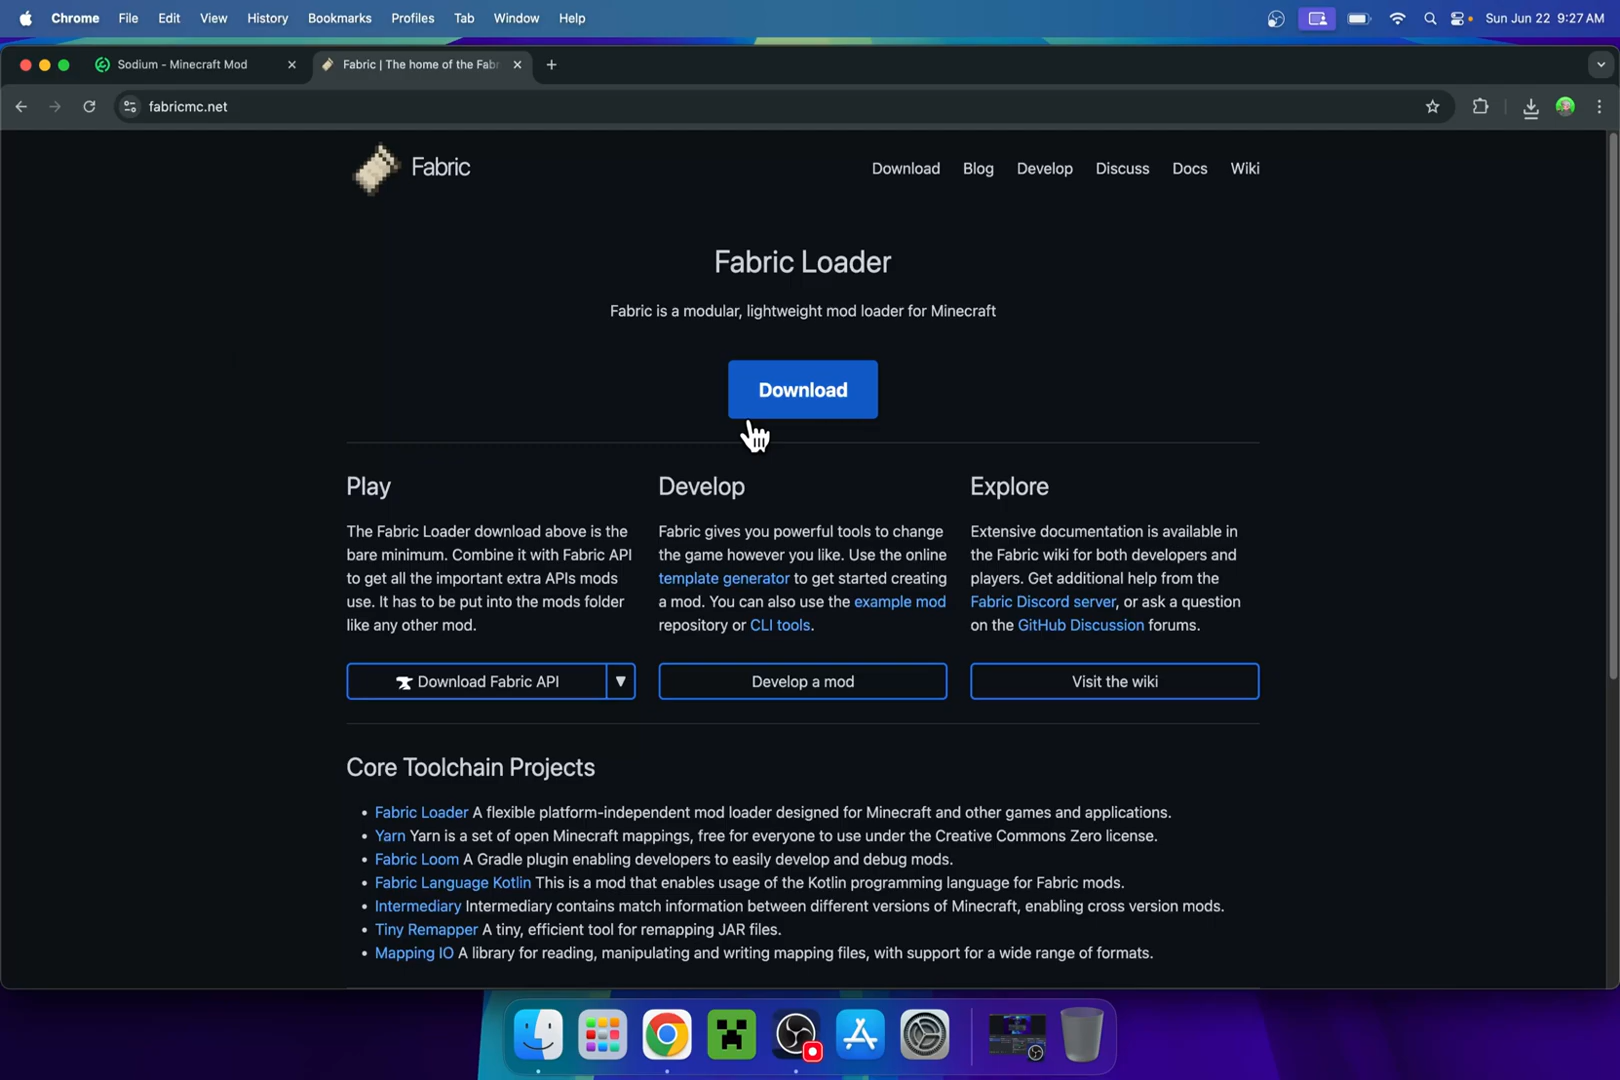 Chrome File Edit View History Bookmarks Profiles Tab Window Help Sun Jun 22 9:27 AM
Sodium - Minecraft Mod Fabric | The home of the Fabr
fabricmc.net
Fabric Download Blog Develop Discuss Docs Wiki
Fabric Loader
Fabric is a modular, lightweight mod loader for Minecraft
Download
Play
The Fabric Loader download above is the
bare minimum. Combine it with Fabric API
to get all the important extra APIs mods
use. It has to be put into the mods folder
like any other mod.
Download Fabric API
Develop
Fabric gives you powerful tools to change
the game however you like. Use the online
template generator to get started creating
a mod. You can also use the example mod
repository or CLI tools.
Develop a mod
Explore
Extensive documentation is available in
the Fabric wiki for both developers and
players. Get additional help from the
Fabric Discord server, or ask a question
on the GitHub Discussion forums.
Visit the wiki
Core Toolchain Projects
• Fabric Loader A flexible platform-independent mod loader designed for Minecraft and other games and applications.
• Yarn Yarn is a set of open Minecraft mappings, free for everyone to use under the Creative Commons Zero license.
• Fabric Loom A Gradle plugin enabling developers to easily develop and debug mods.
• Fabric Language Kotlin This is a mod that enables usage of the Kotlin programming language for Fabric mods.
• Intermediary Intermediary contains match information between different versions of Minecraft, enabling cross version mods.
• Tiny Remapper A tiny, efficient tool for remapping JAR files.
• Mapping IO A library for reading, manipulating and writing mapping files, with support for a wide range of formats.